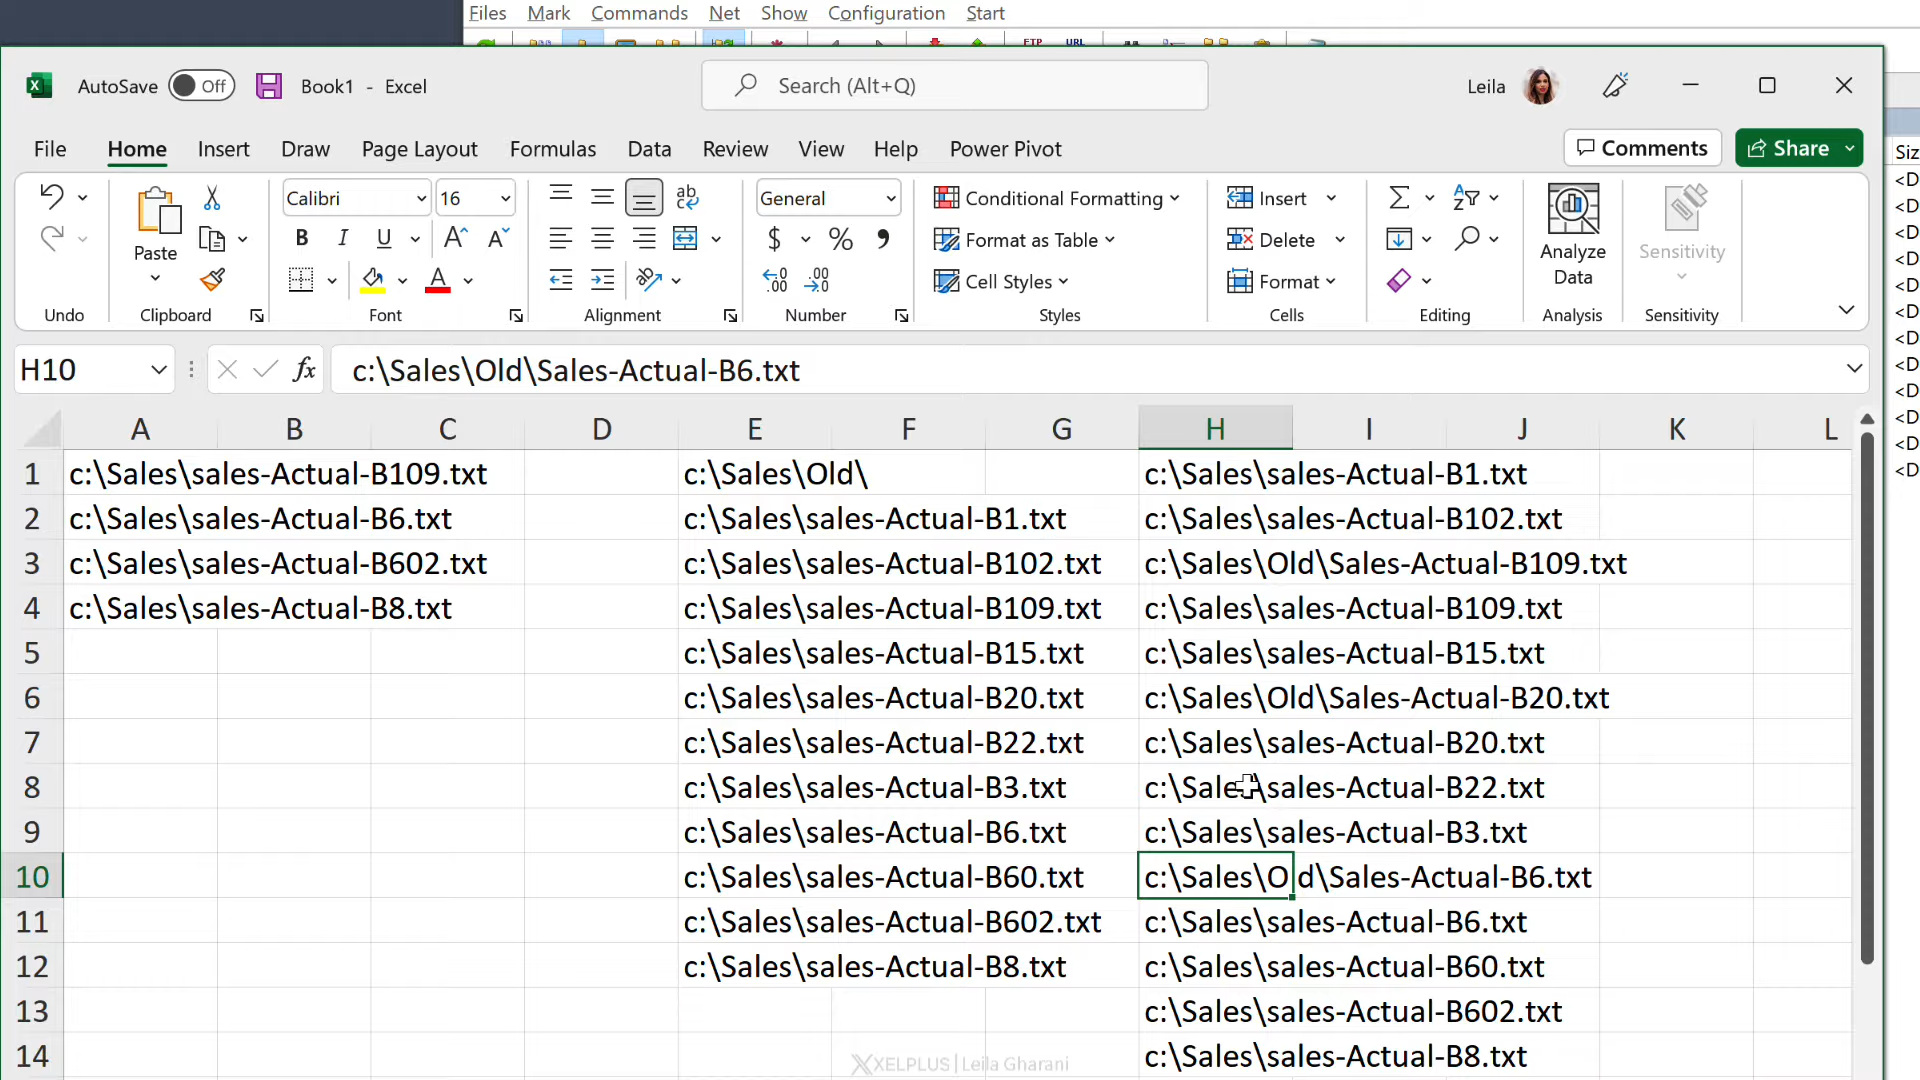 Files Mark Commands Net Show Configuration Start
FTP URL
AutoSave Off Book1 - Excel Search (Alt+Q) Leila
File Home Insert Draw Page Layout Formulas Data Review View Help Power Pivot Comments Share
Siz
Calibri 16 ab General Conditional Formatting Insert
Paste B I U A A $ % Format as Table Delete Analyze Data Sensitivity
A Cell Styles Format
Undo Clipboard Font Alignment Number Styles Cells Editing Analysis Sensitivity
H10 fx c:\Sales\Old\Sales-Actual-B6.txt
A B C D E F G H I J K L
1 c:\Sales\sales-Actual-B109.txt c:\Sales\Old\ c:\Sales\sales-Actual-B1.txt
2 c:\Sales\sales-Actual-B6.txt c:\Sales\sales-Actual-B1.txt c:\Sales\sales-Actual-B102.txt
3 c:\Sales\sales-Actual-B602.txt c:\Sales\sales-Actual-B102.txt c:\Sales\Old\Sales-Actual-B109.txt
4 c:\Sales\sales-Actual-B8.txt c:\Sales\sales-Actual-B109.txt c:\Sales\sales-Actual-B109.txt
5 c:\Sales\sales-Actual-B15.txt c:\Sales\sales-Actual-B15.txt
6 c:\Sales\sales-Actual-B20.txt c:\Sales\Old\Sales-Actual-B20.txt
7 c:\Sales\sales-Actual-B22.txt c:\Sales\sales-Actual-B20.txt
8 c:\Sales\sales-Actual-B3.txt c:\Sales\sales-Actual-B22.txt
9 c:\Sales\sales-Actual-B6.txt c:\Sales\sales-Actual-B3.txt
10 c:\Sales\sales-Actual-B60.txt c:\Sales\Old\Sales-Actual-B6.txt
11 c:\Sales\sales-Actual-B602.txt c:\Sales\sales-Actual-B6.txt
12 c:\Sales\sales-Actual-B8.txt c:\Sales\sales-Actual-B60.txt
13 c:\Sales\sales-Actual-B602.txt
14 c:\Sales\sales-Actual-B8.txt
XELPLUS | Leila Gharani